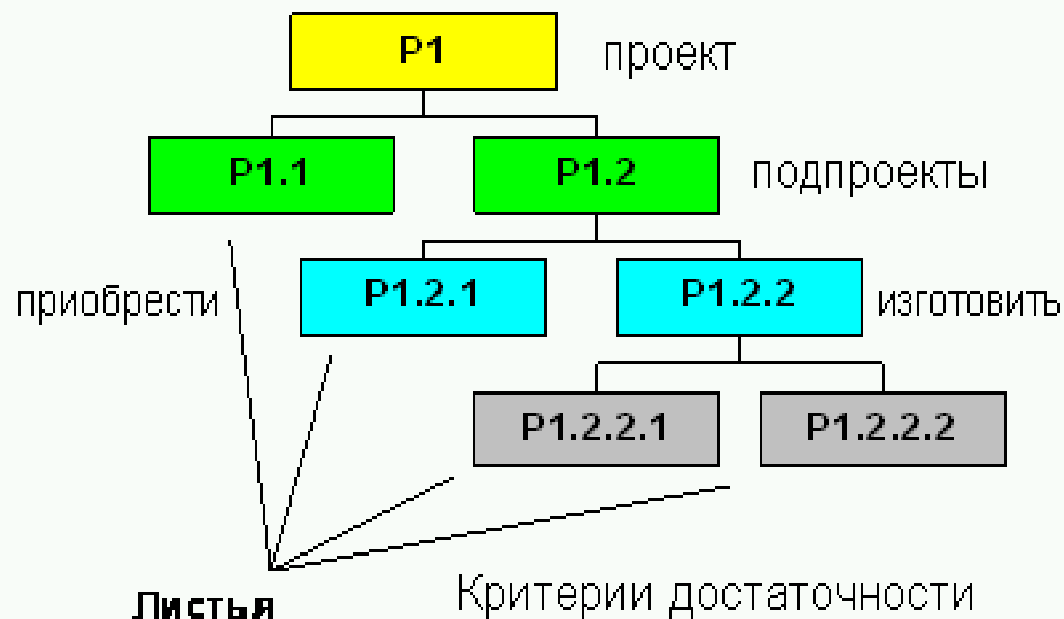 P1 проект
P1.1 P1.2 подпроекты
приобрести P1.2.1 P1.2.2 изготовить
P1.2.2.1 P1.2.2.2
Листья Критерии достаточности